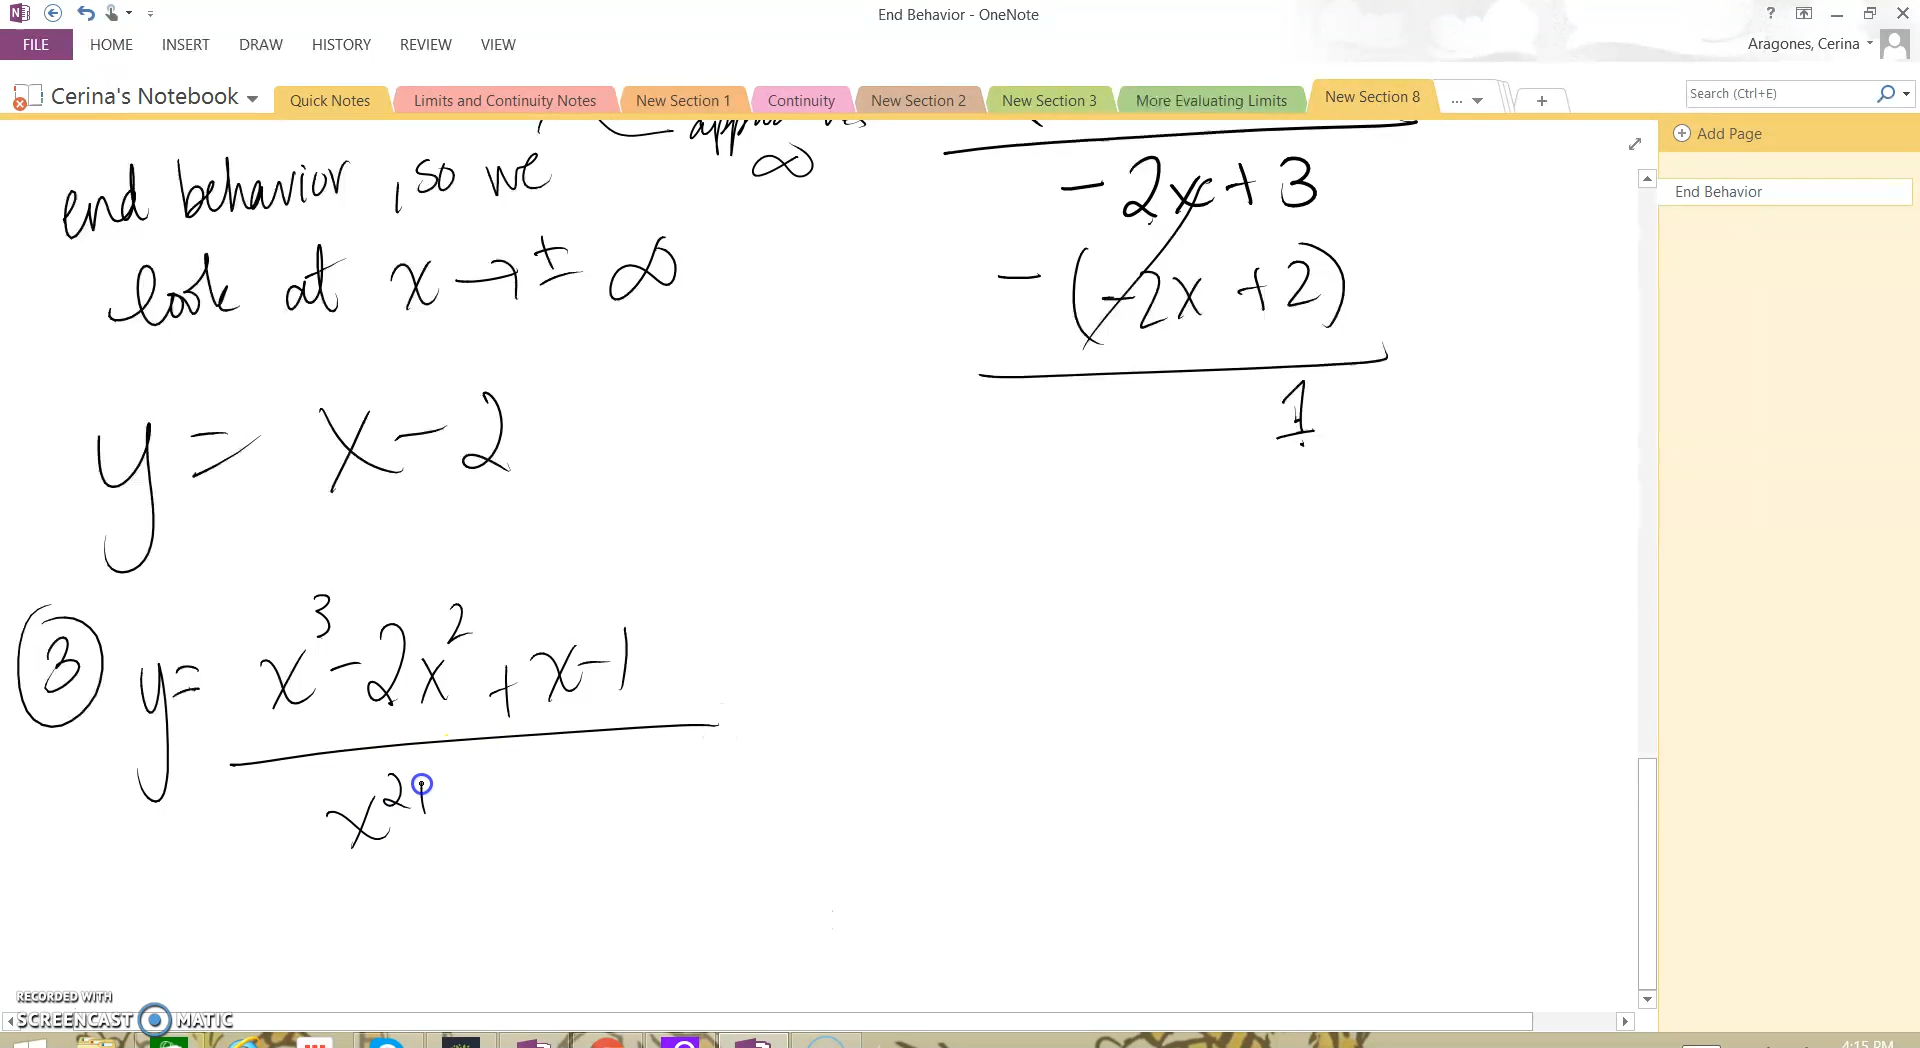 End Behavior - OneNote
?
FILE HOME INSERT DRAW HISTORY REVIEW VIEW
Aragones, Cerina
Cerina's Notebook
Quick Notes
Limits and Continuity Notes
New Section 1
Continuity
New Section 2
New Section 3
More Evaluating Limits
New Section 8
...
+
Search (Ctrl+E)
Add Page
End Behavior
∞
end behavior, so we
look at x → ± ∞
y = x - 2
- 2x + 3
- (-2x + 2)
1
③ y = x³ - 2x² + x - 1
x²
RECORDED WITH
SCREENCAST MATIC
4:15 PM